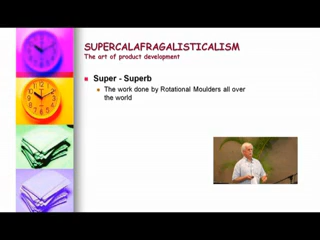 SUPERCALAFRAGALISTICALISM
The art of product development
Super - Superb
The work done by Rotational Moulders all over
the world